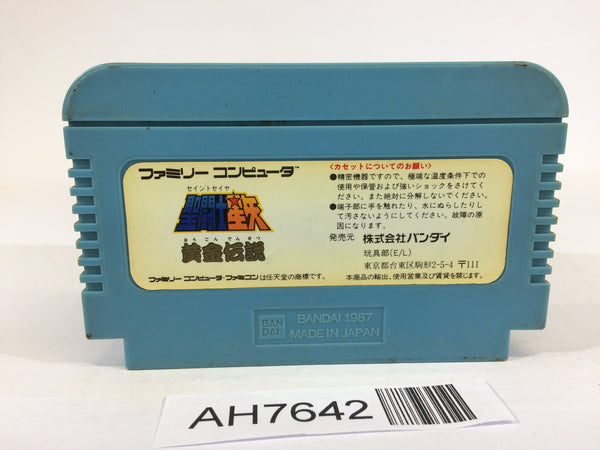 ファミリー コンピュータ™
セイントセイヤ
聖闘士星矢
おうごんでんせつ
黄金伝説
ファミリー コンピュータ・ファミコンは任天堂の商標です。
〈カセットについてのお願い〉
●精密機器ですので、極端な温度条件下での
使用や保管および強いショックをさけてく
ださい。また絶対に分解しないでください。
●端子部に手を触れたり、水にぬらしたりし
て汚さないようにしてください。故障の原
因になります。
発売元 株式会社バンダイ
玩具部(E/L)
東京都台東区駒形2-5-4 〒111
本商品の輸出、使用営業及び賃貸を禁じます。
BAN
DAI
BANDAI 1987
MADE IN JAPAN
AH7642